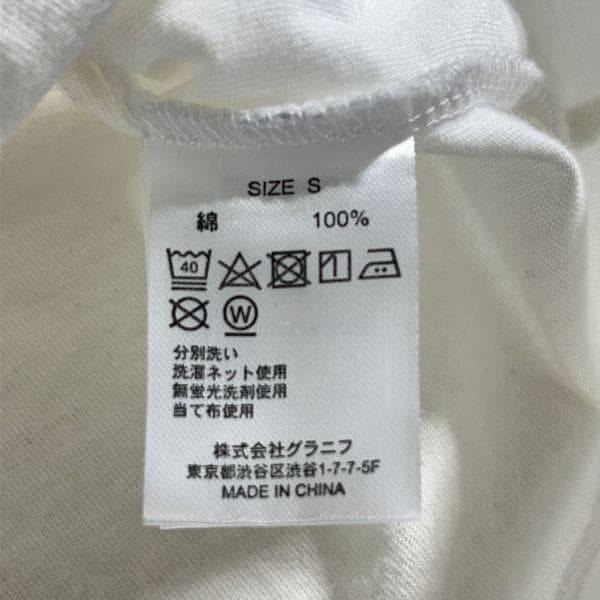 SIZE S
綿 100%
40
W
分別洗い
洗濯ネット使用
無蛍光洗剤使用
当て布使用
株式会社グラニフ
東京都渋谷区渋谷1-7-7-5F
MADE IN CHINA